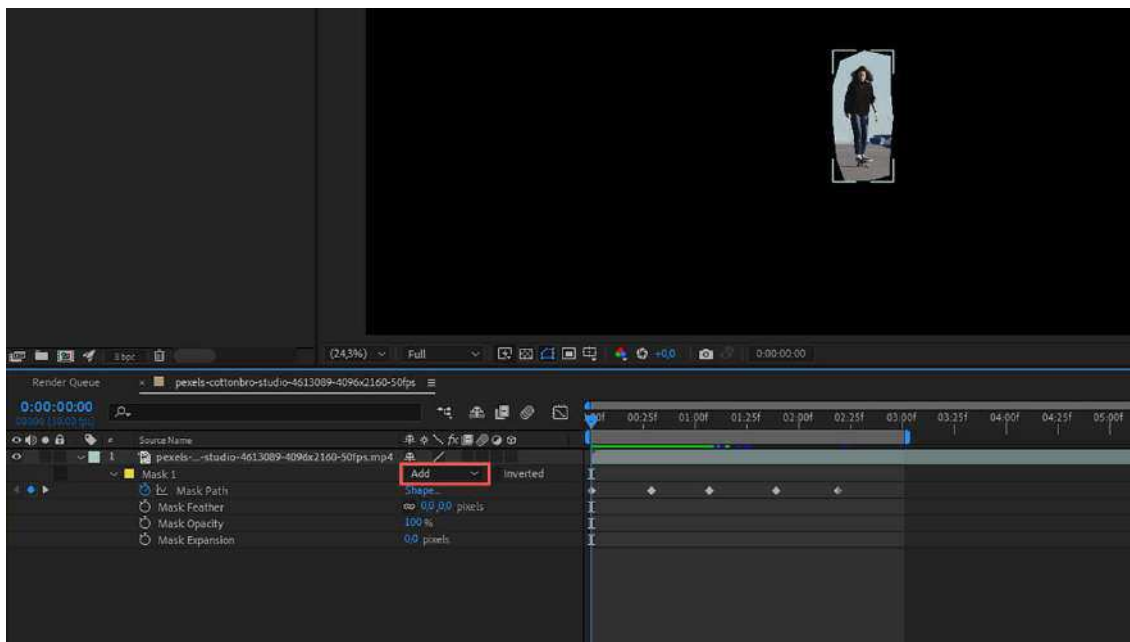 3 bpc (24,3%) Full +0,0 0:00:00:00
Render Queue × pexels-cottonbro-studio-4613089-4096x2160-50fps
0:00:00:00
00:25f 01:00f 01:25f 02:00f 02:25f 03:00f 03:25f 04:00f 04:25f 05:00f
# Source Name fx
1 pexels-...-studio-4613089-4096x2160-50fps.mp4
Mask 1 Add Inverted
Mask Path Shape...
Mask Feather 0,0 ,0,0 pixels
Mask Opacity 100 %
Mask Expansion 0,0 pixels